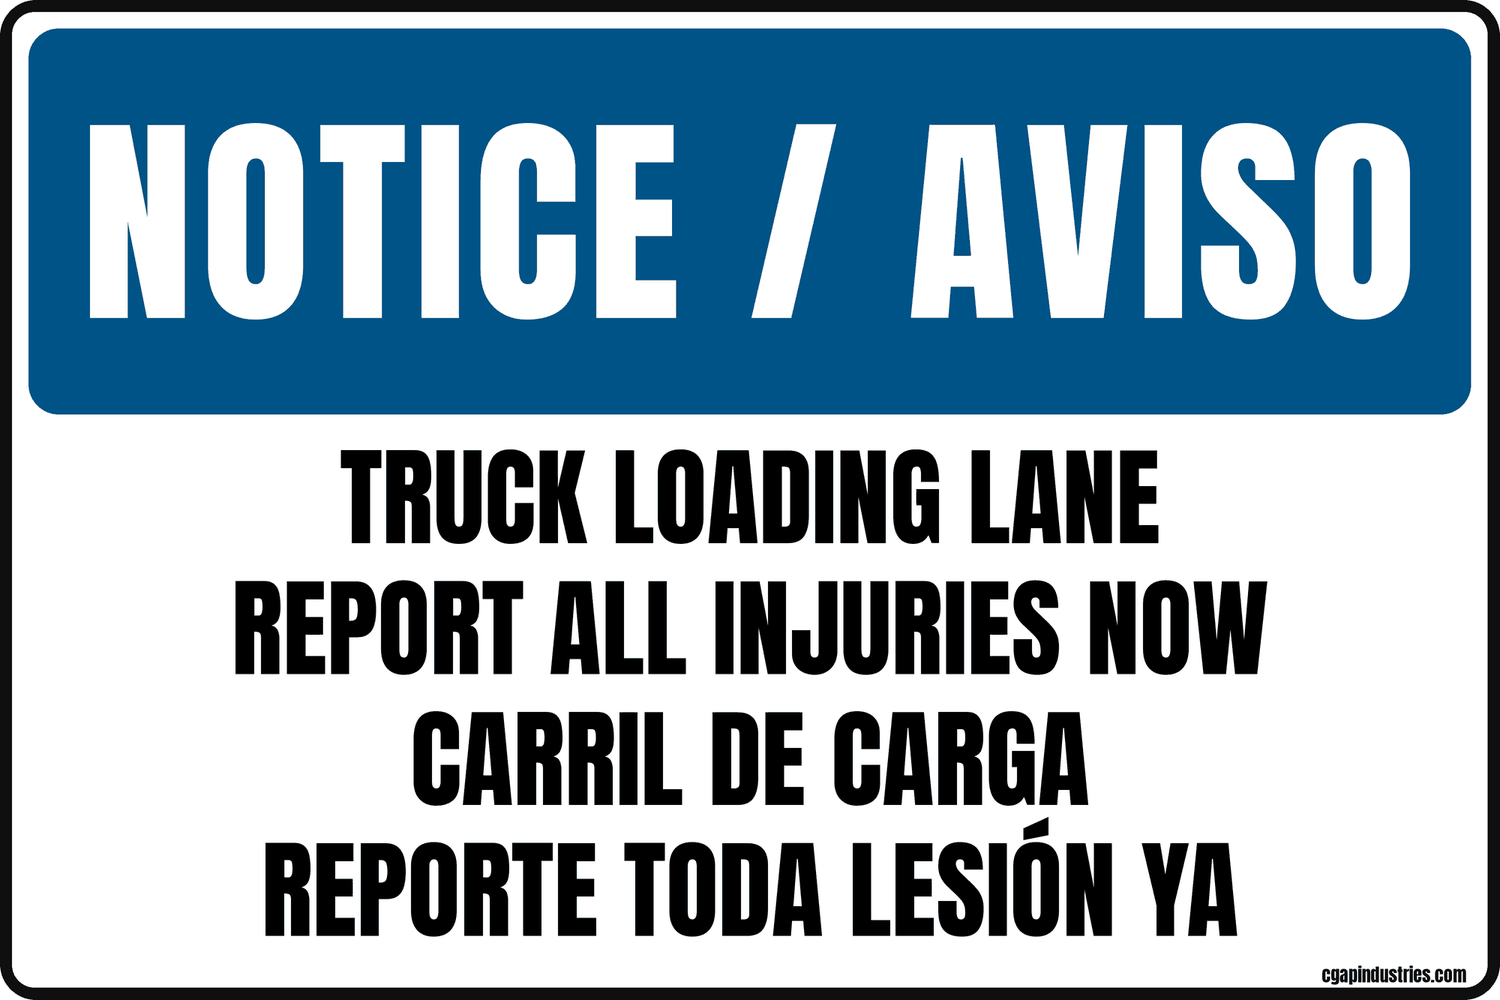 NOTICE / AVISO
TRUCK LOADING LANE
REPORT ALL INJURIES NOW
CARRIL DE CARGA
REPORTE TODA LESIÓN YA
cgapindustries.com